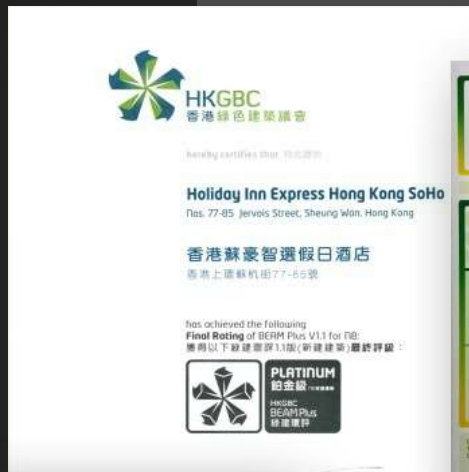 HKGBC
香港綠色建築議會
hereby certifies that 特此證明
Holiday Inn Express Hong Kong SoHo
Nos. 77-85 Jervois Street, Sheung Wan, Hong Kong
香港蘇豪智選假日酒店
香港上環蘇杭街77-85號
has achieved the following
Final Rating of BEAM Plus V1.1 for NB:
獲得以下綠建環評1.1版(新建建築)最終評級：
PLATINUM
鉑金級
HKGBC
BEAM Plus
綠建環評